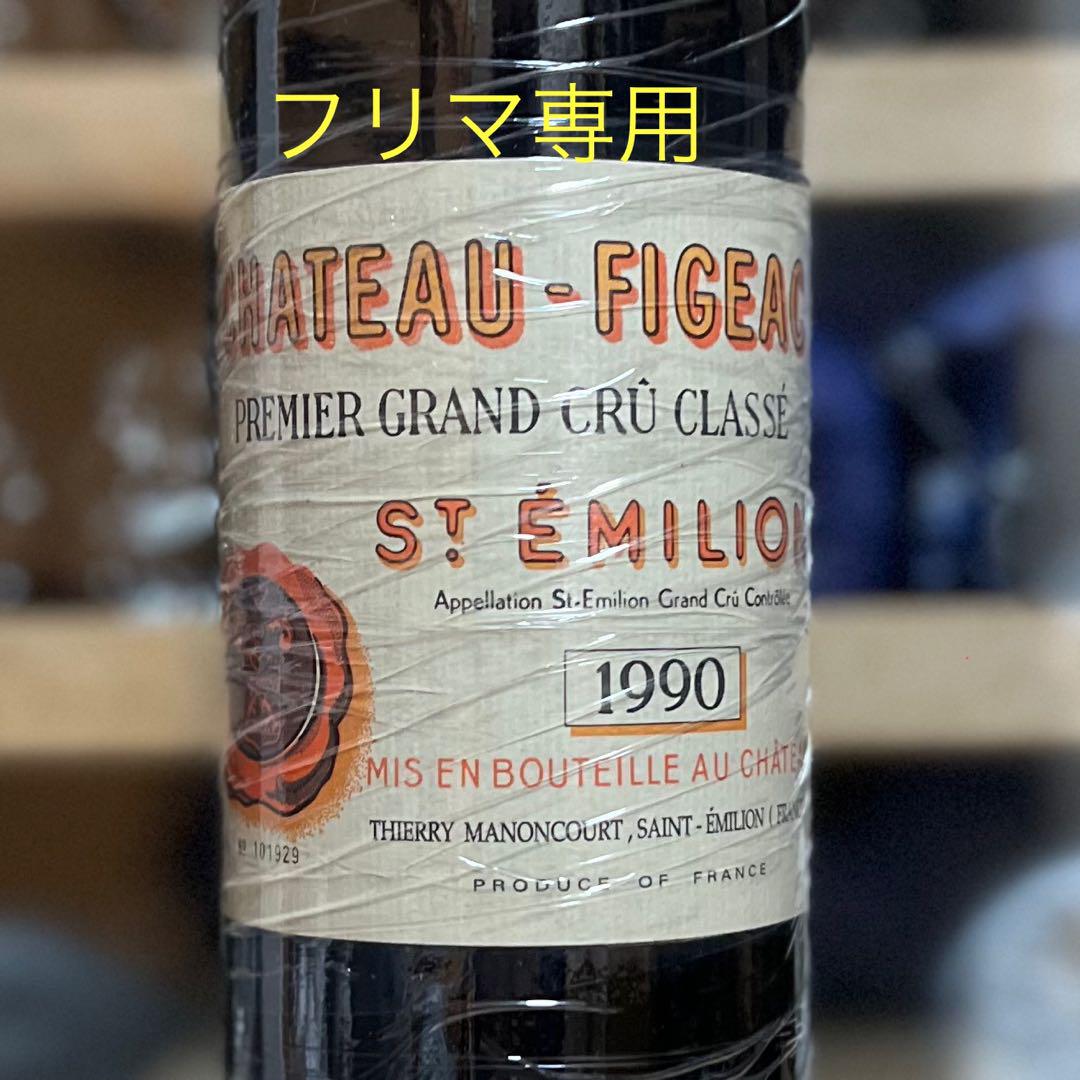 フリマ専用
CHATEAU - FIGEAC
PREMIER GRAND CRÛ CLASSÉ
ST. ÉMILION
Appellation St-Emilion Grand Crû Contrôlée
1990
MIS EN BOUTEILLE AU
THIERRY MANONCOURT, SAINT-ÉMILION (
Nº 101929
PRODUCE OF FRANCE